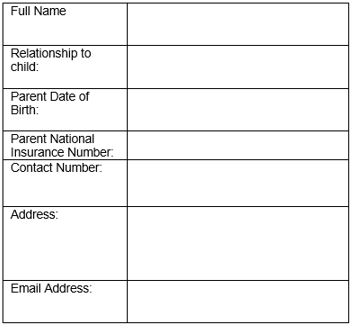 Full Name
Relationship to
child:
Parent Date of
Birth:
Parent National
Insurance Number:
Contact Number:
Address:
Email Address: